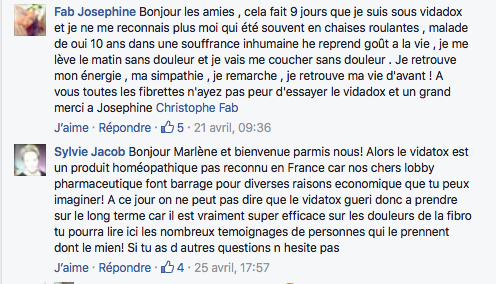 Fab Josephine Bonjour les amies , cela fait 9 jours que je suis sous vidadox
et je ne me reconnais plus moi qui été souvent en chaises roulantes , malade
de oui 10 ans dans une souffrance inhumaine he reprend goût a la vie , je me
lève le matin sans douleur et je vais me coucher sans douleur . Je retrouve
mon énergie , ma simpathie , je remarche , je retrouve ma vie d'avant ! A
vous toutes les fibrettes n'ayez pas peur d'essayer le vidadox et un grand
merci a Josephine Christophe Fab
J'aime · Répondre · 5 · 21 avril, 09:36
Sylvie Jacob Bonjour Marlène et bienvenue parmis nous! Alors le vidatox est
un produit homéopathique pas reconnu en France car nos chers lobby
pharmaceutique font barrage pour diverses raisons economique que tu peux
imaginer! A ce jour on ne peut pas dire que le vidatox gueri donc a prendre
sur le long terme car il est vraiment super efficace sur les douleurs de la fibro
tu pourra lire ici les nombreux temoignages de personnes qui le prennent
dont le mien! Si tu as d autres questions n hesite pas
J'aime · Répondre · 4 · 25 avril, 17:57